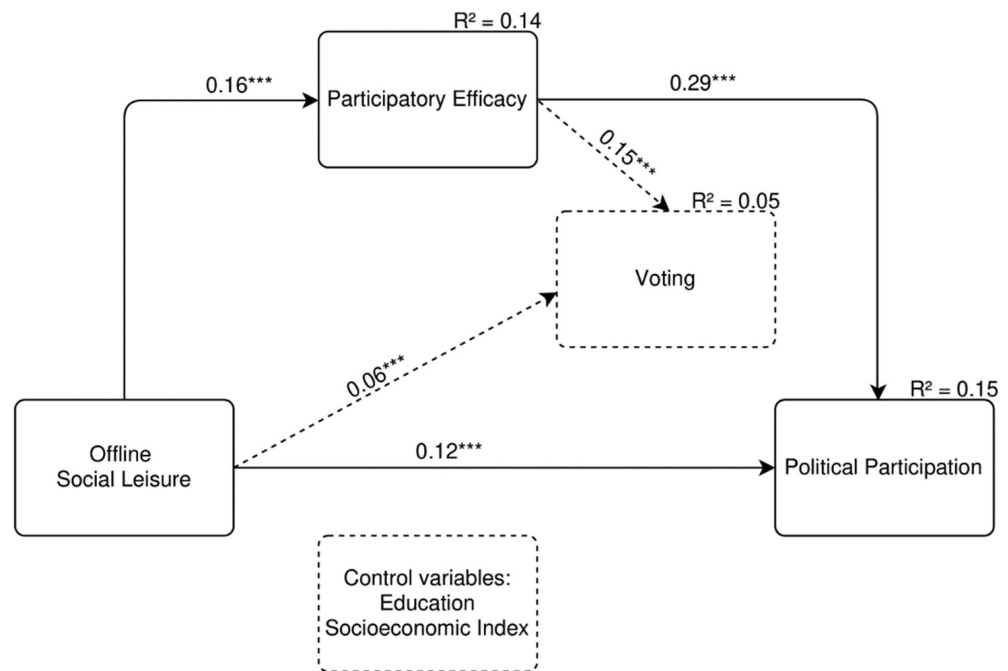 R² = 0.14
0.16***
Participatory Efficacy
0.29***
0.15***
R² = 0.05
Voting
0.06***
R² = 0.15
Offline
Social Leisure
0.12***
Political Participation
Control variables:
Education
Socioeconomic Index